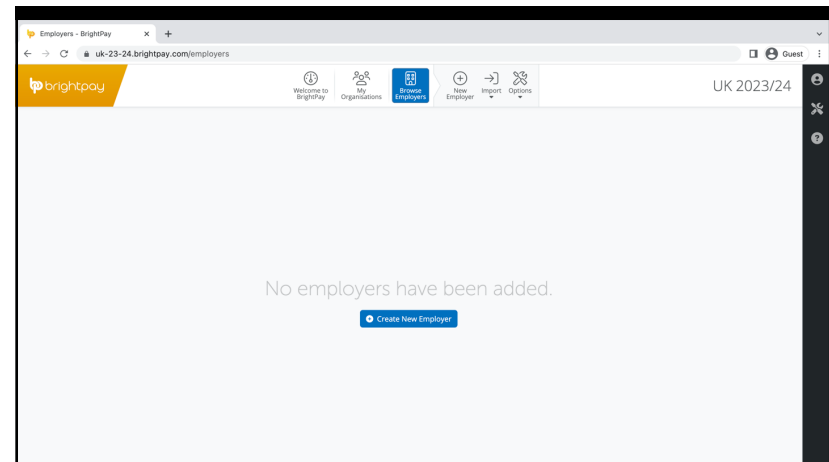 Employers - BrightPay
uk-23-24.brightpay.com/employers
Guest
brightpay
Welcome to
BrightPay
My
Organisations
Browse
Employers
New
Employer
Import
Options
UK 2023/24
No employers have been added.
Create New Employer